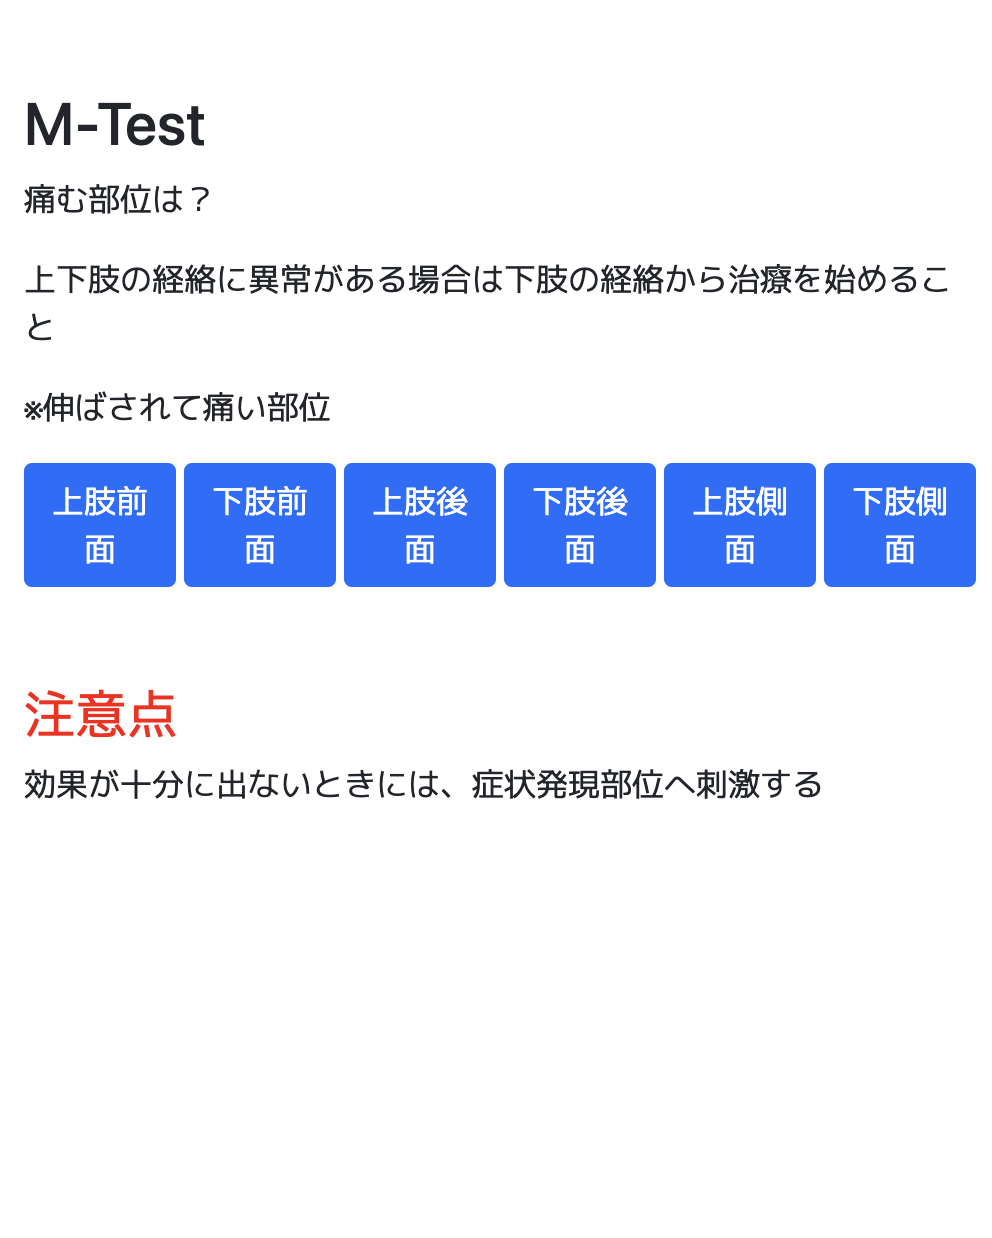 M-Test
痛む部位は？
上下肢の経絡に異常がある場合は下肢の経絡から治療を始めるこ
と
※伸ばされて痛い部位
上肢前
面
下肢前
面
上肢後
面
下肢後
面
上肢側
面
下肢側
面
注意点
効果が十分に出ないときには、症状発現部位へ刺激する